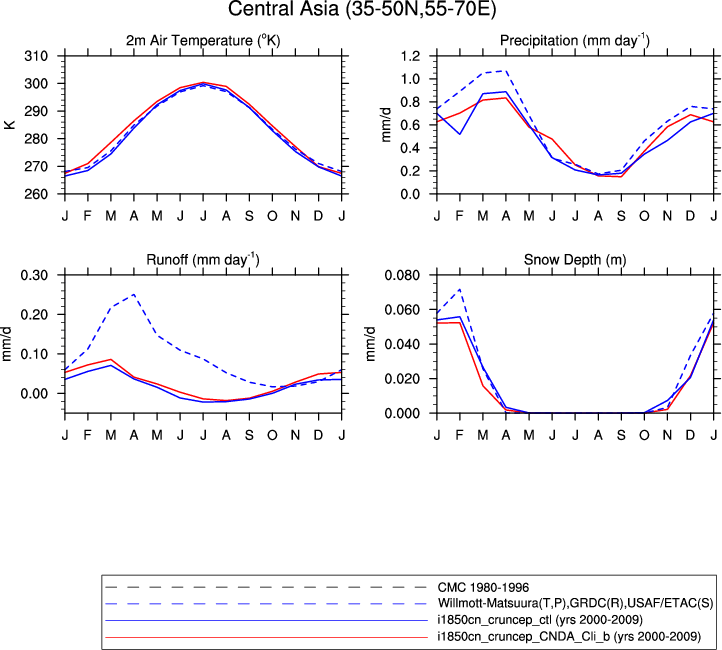 Central Asia (35-50N,55-70E)
2m Air Temperature (°K)
310
300
290
280
270
260
K
J F M A M J J A S O N D J
Precipitation (mm day-1)
1.2
1.0
0.8
0.6
0.4
0.2
0.0
mm/d
J F M A M J J A S O N D J
Runoff (mm day-1)
0.30
0.20
0.10
0.00
mm/d
J F M A M J J A S O N D J
Snow Depth (m)
0.080
0.060
0.040
0.020
0.000
mm/d
J F M A M J J A S O N D J
CMC 1980-1996
Willmott-Matsuura(T,P),GRDC(R),USAF/ETAC(S)
i1850cn_cruncep_ctl (yrs 2000-2009)
i1850cn_cruncep_CNDA_Cli_b (yrs 2000-2009)